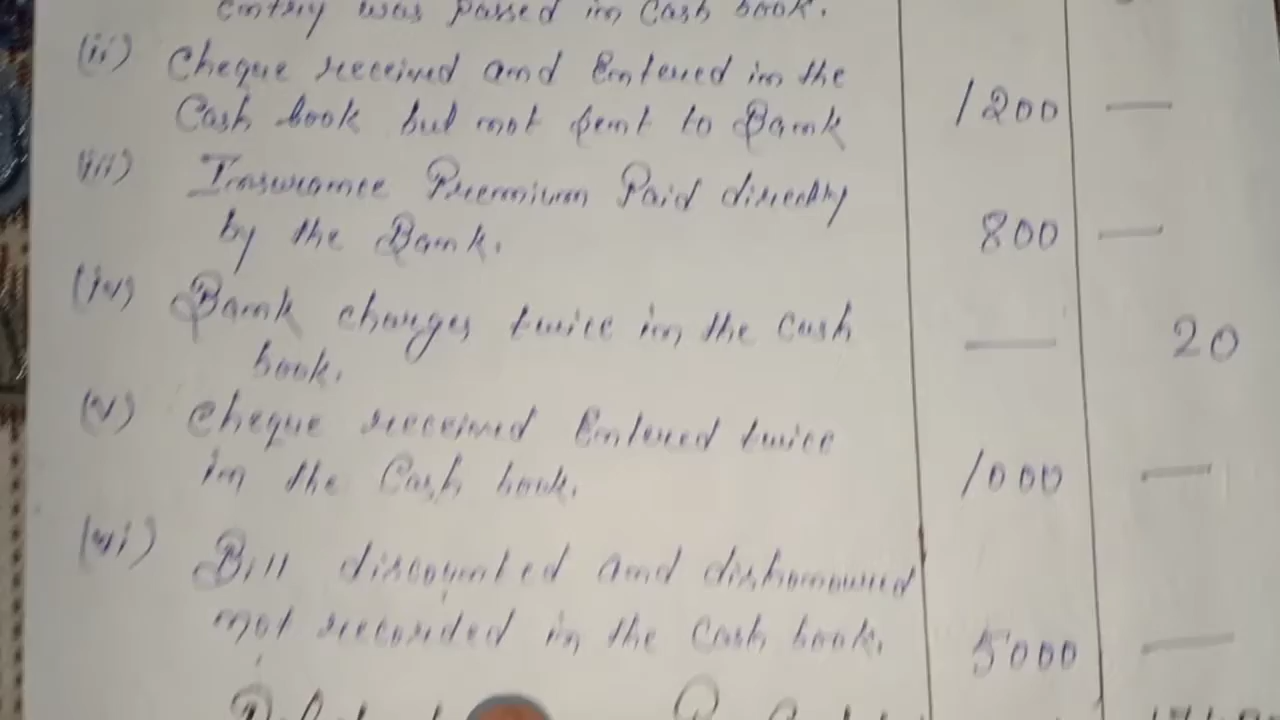 entry was passed in Cash book.
(ii) Cheque received and Entered in the
Cash book but not sent to Bank 1200 —
(iii) Insurance Premium Paid directly
by the Bank. 800 —
(iv) Bank charges twice in the Cash
book. — 20
(v) Cheque received Entered twice
in the Cash book. 1000 —
(vi) Bill discounted and dishonoured
not recorded in the Cash book. 5000 —